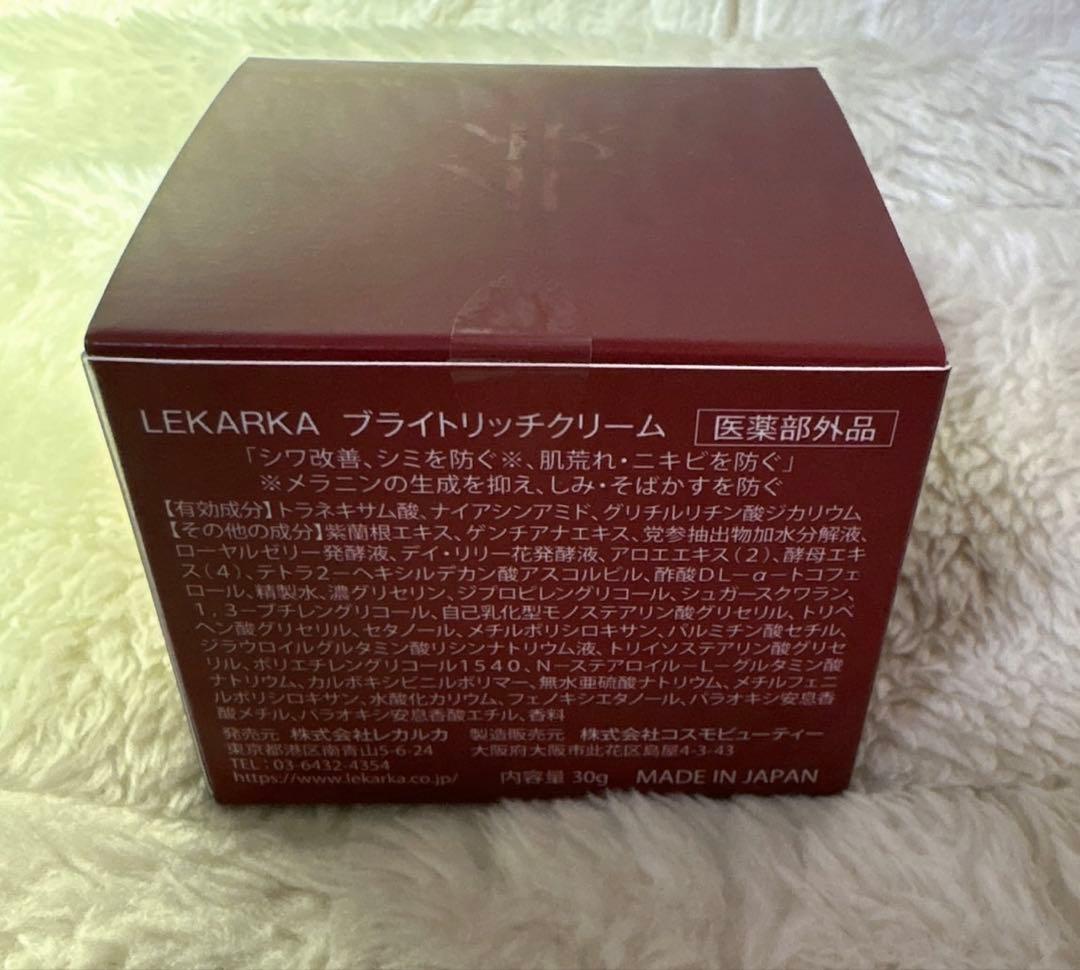 LEKARKA ブライトリッチクリーム 医薬部外品
「シワ改善、シミを防ぐ※、肌荒れ・ニキビを防ぐ」
※メラニンの生成を抑え、しみ・そばかすを防ぐ
【有効成分】トラネキサム酸、ナイアシンアミド、グリチルリチン酸ジカリウム
【その他の成分】紫蘭根エキス、ゲンチアナエキス、党参抽出物加水分解液、
ローヤルゼリー発酵液、デイ・リリー花発酵液、アロエエキス(2)、酵母エキ
ス(4)、テトラ2-ヘキシルデカン酸アスコルビル、酢酸DL-α-トコフェ
ロール、精製水、濃グリセリン、ジプロピレングリコール、シュガースクワラン、
1,3-ブチレングリコール、自己乳化型モノステアリン酸グリセリル、トリベ
ヘン酸グリセリル、セタノール、メチルポリシロキサン、パルミチン酸セチル、
ジラウロイルグルタミン酸リシンナトリウム液、トリイソステアリン酸グリセ
リル、ポリエチレングリコール1540、N-ステアロイル-L-グルタミン酸
ナトリウム、カルボキシビニルポリマー、無水亜硫酸ナトリウム、メチルフェニ
ルポリシロキサン、水酸化カリウム、フェノキシエタノール、パラオキシ安息香
酸メチル、パラオキシ安息香酸エチル、香料
発売元 株式会社レカルカ 製造販売元 株式会社コスモビューティー
東京都港区南青山5-6-24 大阪府大阪市此花区島屋4-3-43
TEL:03-6432-4354
https://www.lekarka.co.jp/ 内容量 30g MADE IN JAPAN